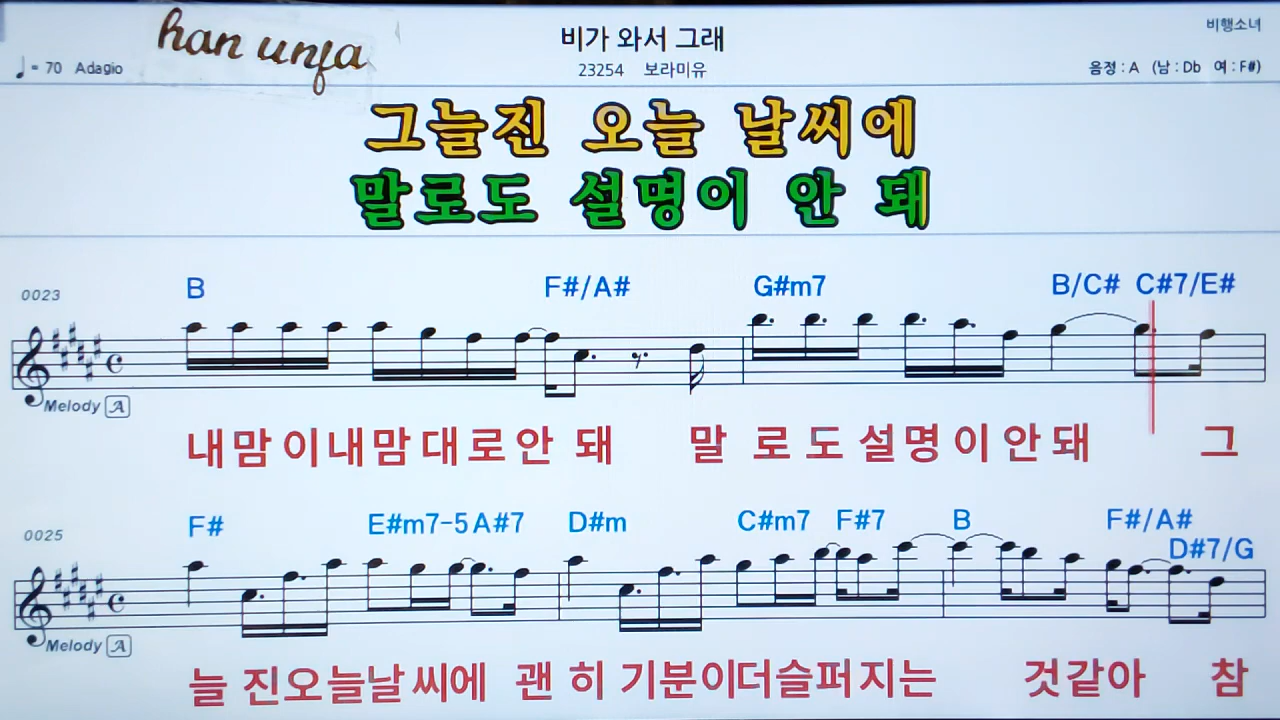 han unfa
비가 와서 그래
비행소녀
♩= 70 Adagio
23254 보라미유
음정 : A (남 : Db 여 : F#)
그늘진 오늘 날씨에
말로도 설명이 안 돼
0023
B F#/A# G#m7 B/C# C#7/E#
Melody A
내맘이내맘대로안 돼 말 로 도 설명 이 안돼 그
0025
F# E#m7-5 A#7 D#m C#m7 F#7 B F#/A#
D#7/G
Melody A
늘 진오늘날씨에 괜 히 기분이더슬퍼지는 것같아 참